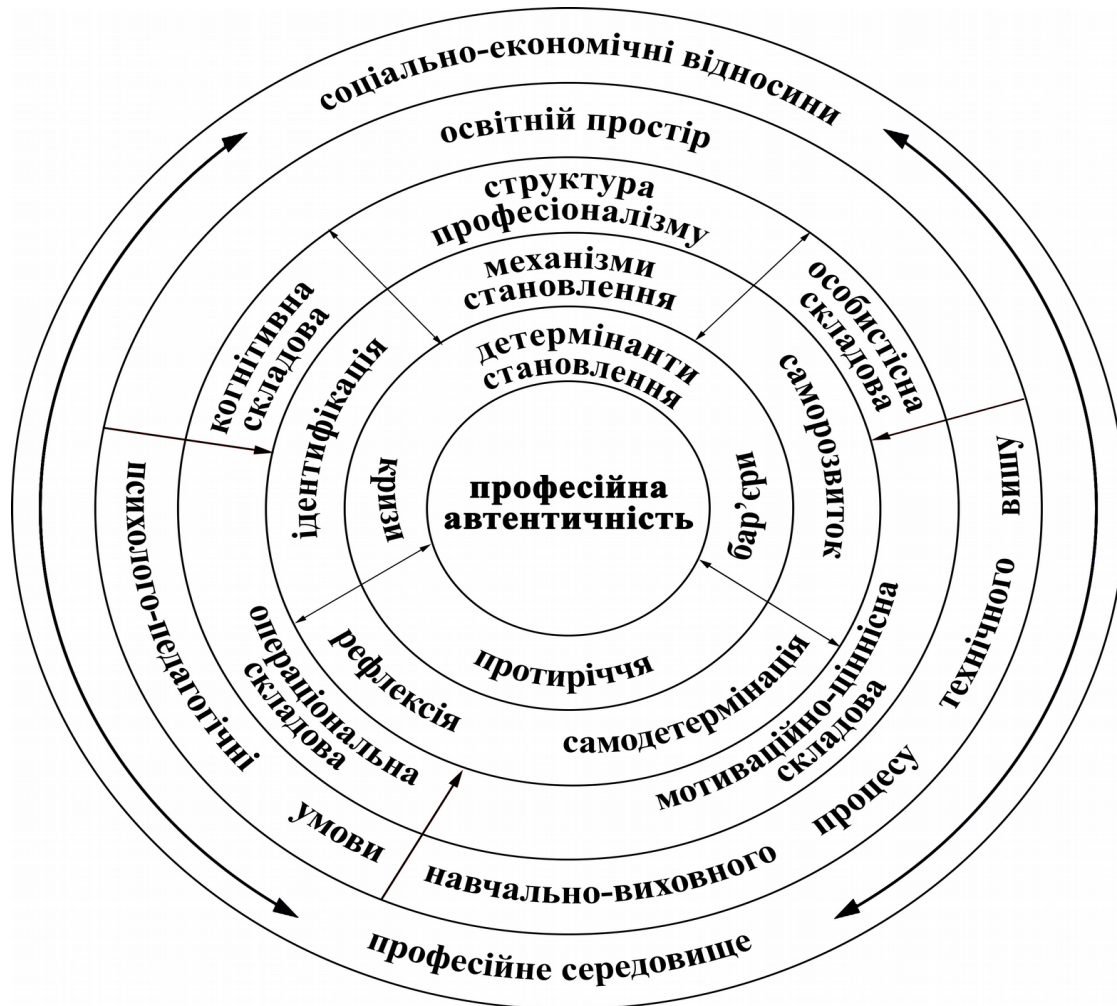 соціально-економічні відносини
освітній простір
структура
професіоналізму
механізми
становлення
детермінанти
становлення
когнітивна
складова
особистісна
складова
ідентифікація
саморозвиток
кризи
бар’єри
професійна
автентичність
протиріччя
рефлексія
самодетермінація
операціональна
складова
мотиваційно-ціннісна
складова
психолого-педагогічні
умови
навчально-виховного
процесу
технічного
вишу
професійне середовище